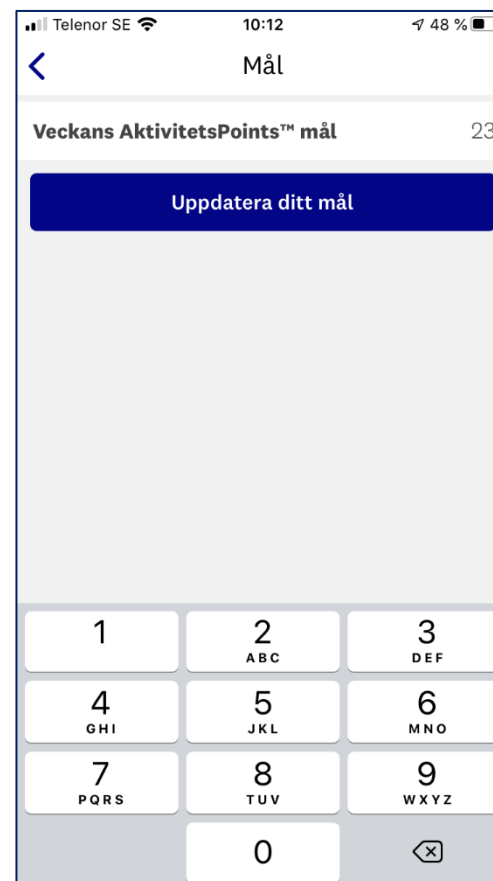 Telenor SE 10:12 48 %
Mål
Veckans AktivitetsPoints™ mål 23
Uppdatera ditt mål
1 2 3
ABC DEF
4 5 6
GHI JKL MNO
7 8 9
PQRS TUV WXYZ
0